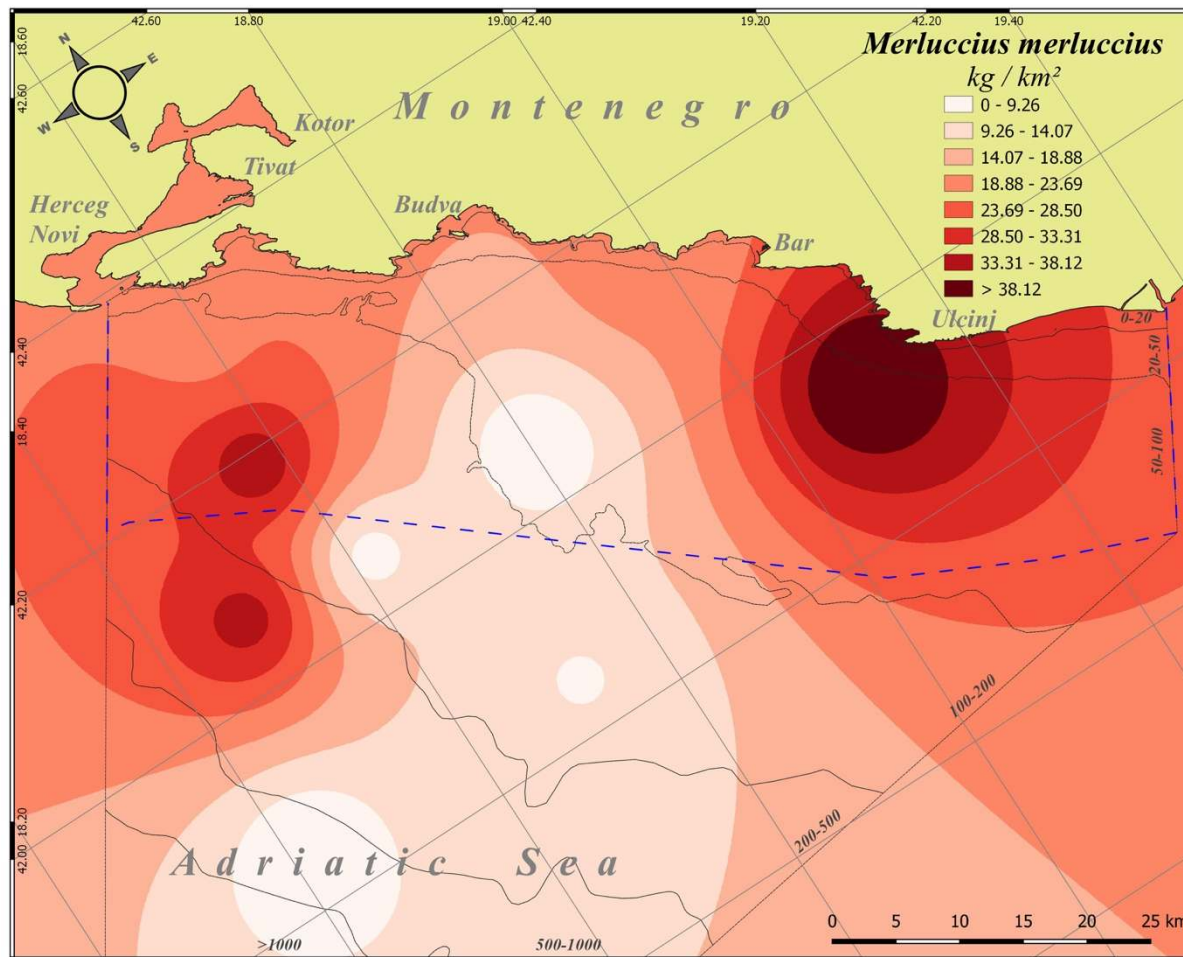 42.60
18.80
19.00
42.40
19.20
42.20
19.40
18.60
42.60
42.40
18.40
42.20
18.20
42.00
N
E
W
S
Merluccius merluccius
kg / km²
0 - 9.26
9.26 - 14.07
14.07 - 18.88
18.88 - 23.69
23.69 - 28.50
28.50 - 33.31
33.31 - 38.12
> 38.12
Montenegro
Kotor
Tivat
Herceg
Novi
Budva
Bar
Ulcinj
0-20
20-50
50-100
100-200
200-500
Adriatic Sea
>1000
500-1000
0 5 10 15 20 25 km